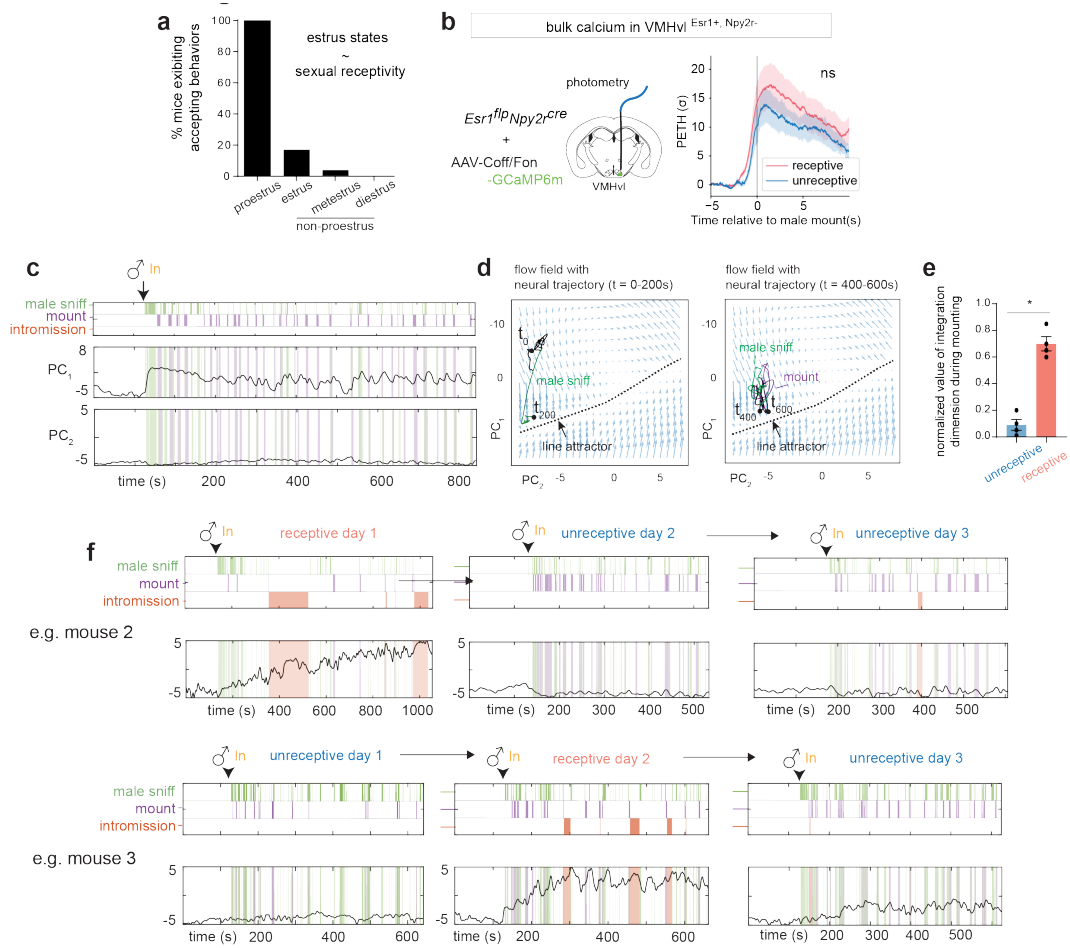 a
% mice exibiting
accepting behaviors
100
80
60
40
20
0
proestrus
estrus
metestrus
diestrus
non-proestrus
estrus states
~
sexual receptivity
b
bulk calcium in VMHvl Esr1+, Npy2r-
photometry
Esr1flpNpy2rcre
+
AAV-Coff/Fon
-GCaMP6m
VMHvl
PETH (σ)
20
15
10
5
0
ns
receptive
unreceptive
−5
0
5
Time relative to male mount(s)
c
♂ In
male sniff
mount
intromission
8
PC1
-5
5
PC2
-5
time (s)
200
400
600
800
d
flow field with
neural trajectory (t = 0-200s)
-10
0
5
PC1
t0
male sniff
t200
line attractor
PC2
-5
0
5
flow field with
neural trajectory (t = 400-600s)
-10
0
5
PC1
male sniff
mount
t400
t600
line attractor
PC2
-5
0
5
e
normalized value of integration
dimension during mounting
1.0
0.8
0.6
0.4
0.2
0.0
*
unreceptive
receptive
f
♂ In
receptive day 1
♂ In
unreceptive day 2
♂ In
unreceptive day 3
male sniff
mount
intromission
e.g. mouse 2
5
-5
time (s)
400
600
800
1000
5
-5
time (s)
200
300
400
500
5
-5
time (s)
200
300
400
500
♂ In
unreceptive day 1
♂ In
receptive day 2
♂ In
unreceptive day 3
male sniff
mount
intromission
e.g. mouse 3
5
-5
time (s)
200
400
600
5
-5
time (s)
200
400
600
5
-5
time (s)
200
300
400
500